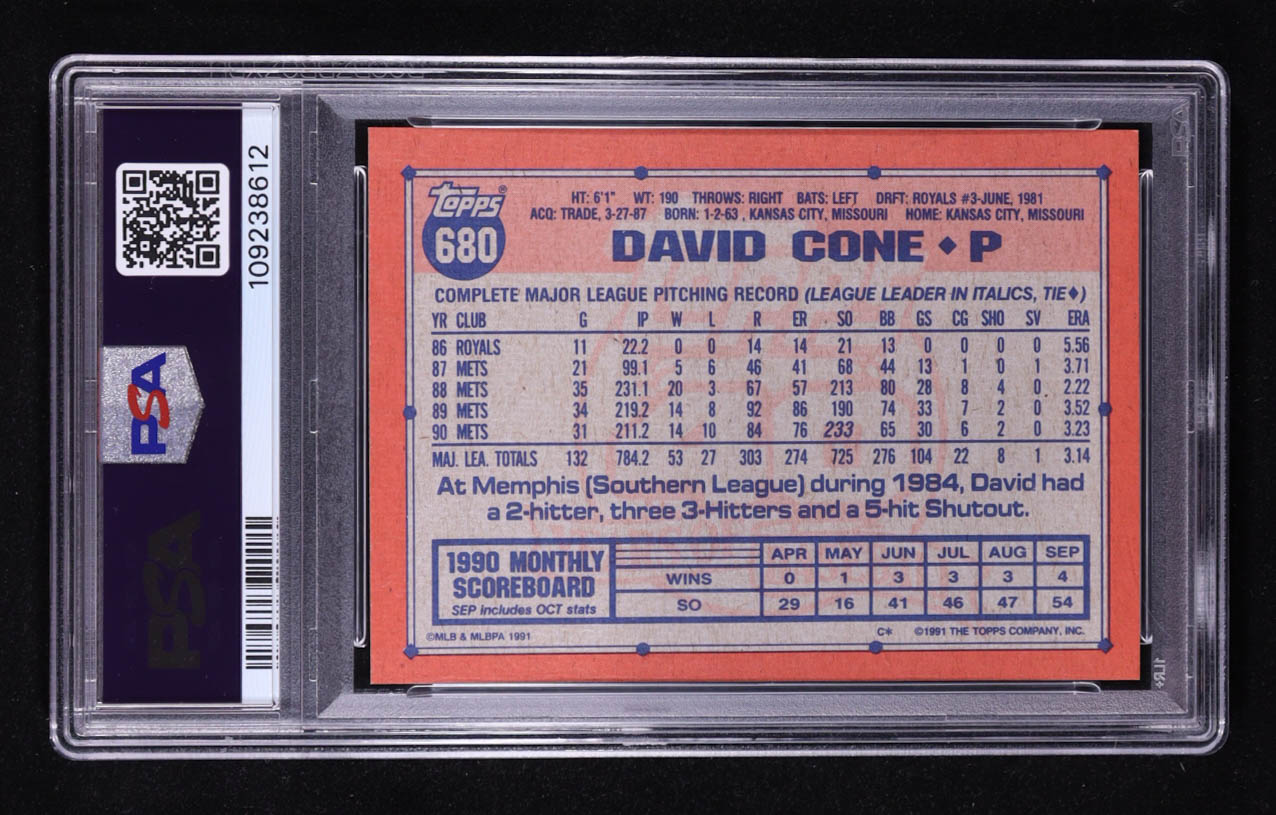 109238612
PSA
PSA
TOPPS®
680
HT: 6'1" WT: 190 THROWS: RIGHT BATS: LEFT DRFT: ROYALS #3-JUNE, 1981
ACQ: TRADE, 3-27-87 BORN: 1-2-63 , KANSAS CITY, MISSOURI HOME: KANSAS CITY, MISSOURI
DAVID CONE ♦ P
COMPLETE MAJOR LEAGUE PITCHING RECORD (LEAGUE LEADER IN ITALICS, TIE♦)
YR CLUB G IP W L R ER SO BB GS CG SHO SV ERA
86 ROYALS 11 22.2 0 0 14 14 21 13 0 0 0 0 5.56
87 METS 21 99.1 5 6 46 41 68 44 13 1 0 1 3.71
88 METS 35 231.1 20 3 67 57 213 80 28 8 4 0 2.22
89 METS 34 219.2 14 8 92 86 190 74 33 7 2 0 3.52
90 METS 31 211.2 14 10 84 76 233 65 30 6 2 0 3.23
MAJ. LEA. TOTALS 132 784.2 53 27 303 274 725 276 104 22 8 1 3.14
At Memphis (Southern League) during 1984, David had
a 2-hitter, three 3-Hitters and a 5-hit Shutout.
1990 MONTHLY
SCOREBOARD
SEP includes OCT stats
APR MAY JUN JUL AUG SEP
WINS 0 1 3 3 3 4
SO 29 16 41 46 47 54
©MLB & MLBPA 1991 C* ©1991 THE TOPPS COMPANY, INC.
PSA
1LR+